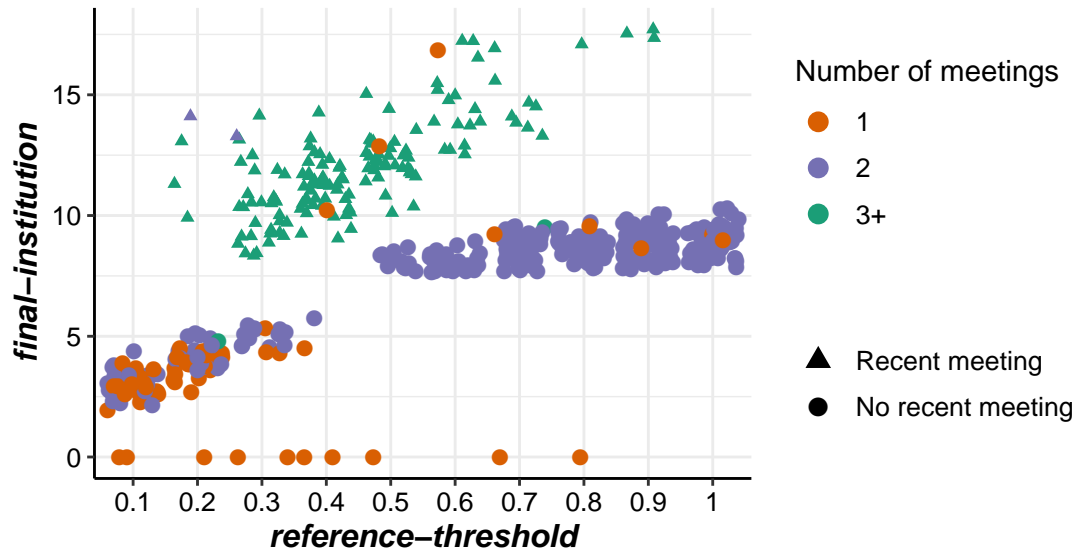 final–institution
15
10
5
0
0.1 0.2 0.3 0.4 0.5 0.6 0.7 0.8 0.9 1
reference–threshold
Number of meetings
1
2
3+
Recent meeting
No recent meeting